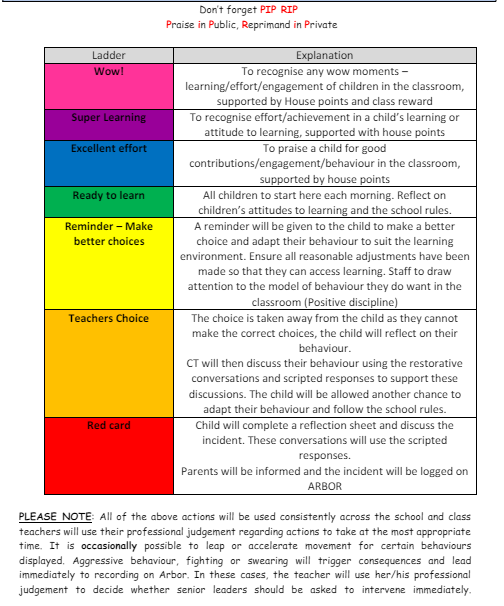 Don't forget PIP RIP
Praise in Public, Reprimand in Private
Ladder
Explanation
Wow!
To recognise any wow moments –
learning/effort/engagement of children in the classroom,
supported by House points and class reward
Super Learning
To recognise effort/achievement in a child's learning or
attitude to learning, supported with house points
Excellent effort
To praise a child for good
contributions/engagement/behaviour in the classroom,
supported by house points
Ready to learn
All children to start here each morning. Reflect on
children's attitudes to learning and the school rules.
Reminder – Make
better choices
A reminder will be given to the child to make a better
choice and adapt their behaviour to suit the learning
environment. Ensure all reasonable adjustments have been
made so that they can access learning. Staff to draw
attention to the model of behaviour they do want in the
classroom (Positive discipline)
Teachers Choice
The choice is taken away from the child as they cannot
make the correct choices, the child will reflect on their
behaviour.
CT will then discuss their behaviour using the restorative
conversations and scripted responses to support these
discussions. The child will be allowed another chance to
adapt their behaviour and follow the school rules.
Red card
Child will complete a reflection sheet and discuss the
incident. These conversations will use the scripted
responses.
Parents will be informed and the incident will be logged on
ARBOR
PLEASE NOTE: All of the above actions will be used consistently across the school and class
teachers will use their professional judgement regarding actions to take at the most appropriate
time. It is occasionally possible to leap or accelerate movement for certain behaviours
displayed. Aggressive behaviour, fighting or swearing will trigger consequences and lead
immediately to recording on Arbor. In these cases, the teacher will use her/his professional
judgement to decide whether senior leaders should be asked to intervene immediately.